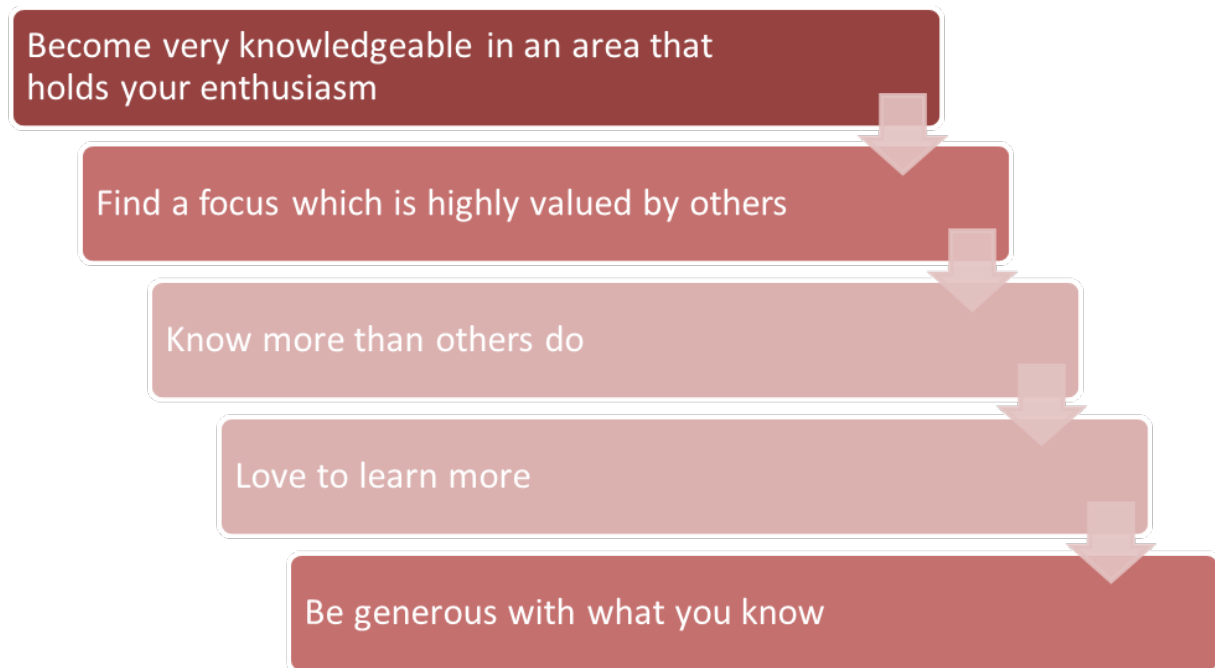 Become very knowledgeable in an area that
holds your enthusiasm
Find a focus which is highly valued by others
Know more than others do
Love to learn more
Be generous with what you know